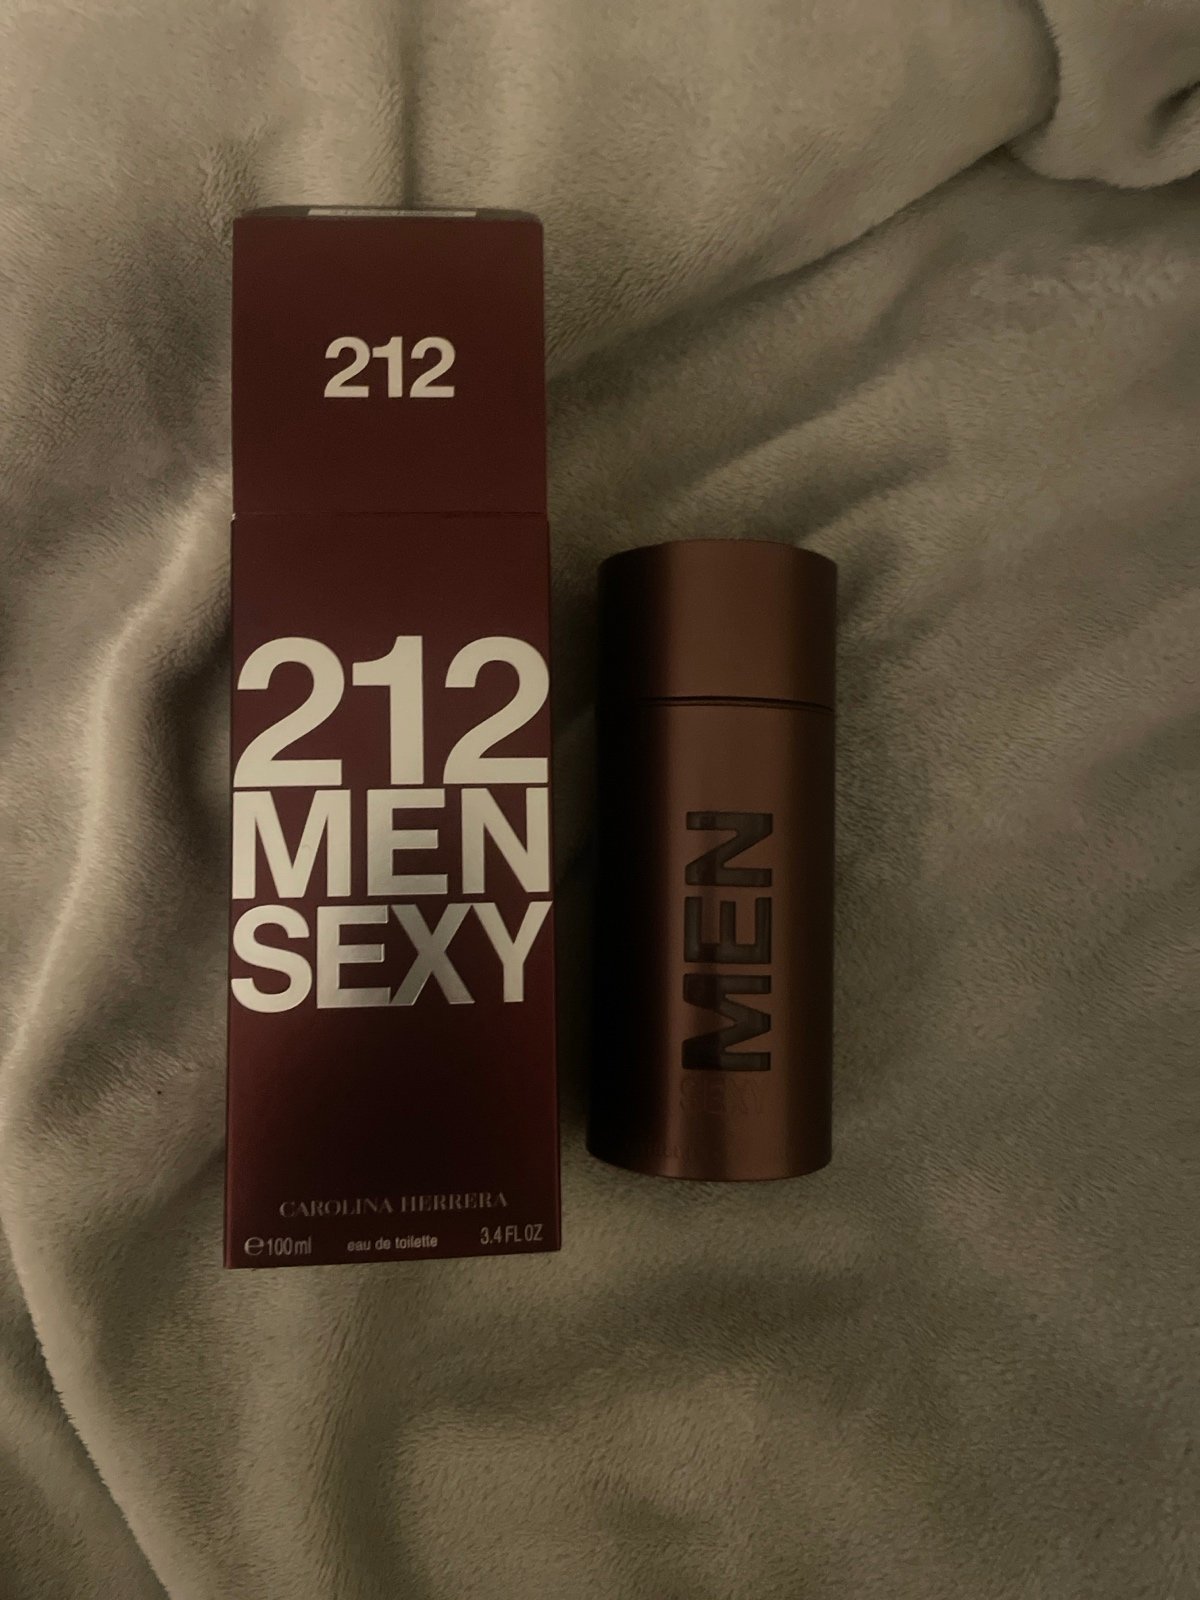 212
212
MEN
SEXY
CAROLINA HERRERA
℮100ml eau de toilette 3.4 FL OZ
MEN